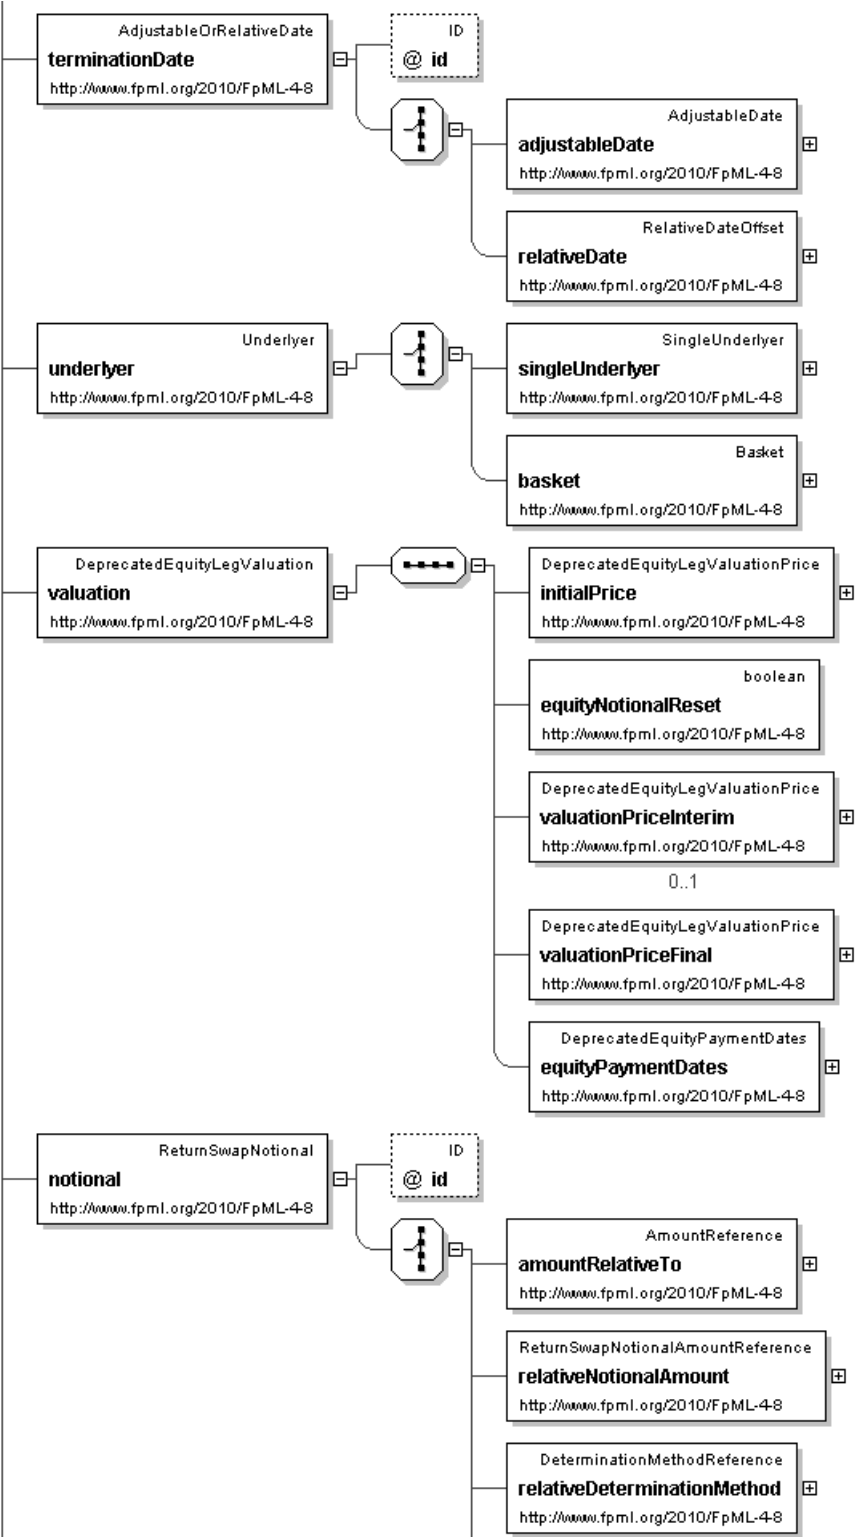 AdjustableOrRelativeDate
terminationDate
http://www.fpml.org/2010/FpML-4-8
ID
@ id
AdjustableDate
adjustableDate
http://www.fpml.org/2010/FpML-4-8
RelativeDateOffset
relativeDate
http://www.fpml.org/2010/FpML-4-8
Underlyer
underlyer
http://www.fpml.org/2010/FpML-4-8
SingleUnderlyer
singleUnderlyer
http://www.fpml.org/2010/FpML-4-8
Basket
basket
http://www.fpml.org/2010/FpML-4-8
DeprecatedEquityLegValuation
valuation
http://www.fpml.org/2010/FpML-4-8
DeprecatedEquityLegValuationPrice
initialPrice
http://www.fpml.org/2010/FpML-4-8
boolean
equityNotionalReset
http://www.fpml.org/2010/FpML-4-8
DeprecatedEquityLegValuationPrice
valuationPriceInterim
http://www.fpml.org/2010/FpML-4-8
0..1
DeprecatedEquityLegValuationPrice
valuationPriceFinal
http://www.fpml.org/2010/FpML-4-8
DeprecatedEquityPaymentDates
equityPaymentDates
http://www.fpml.org/2010/FpML-4-8
ReturnSwapNotional
notional
http://www.fpml.org/2010/FpML-4-8
ID
@ id
AmountReference
amountRelativeTo
http://www.fpml.org/2010/FpML-4-8
ReturnSwapNotionalAmountReference
relativeNotionalAmount
http://www.fpml.org/2010/FpML-4-8
DeterminationMethodReference
relativeDeterminationMethod
http://www.fpml.org/2010/FpML-4-8